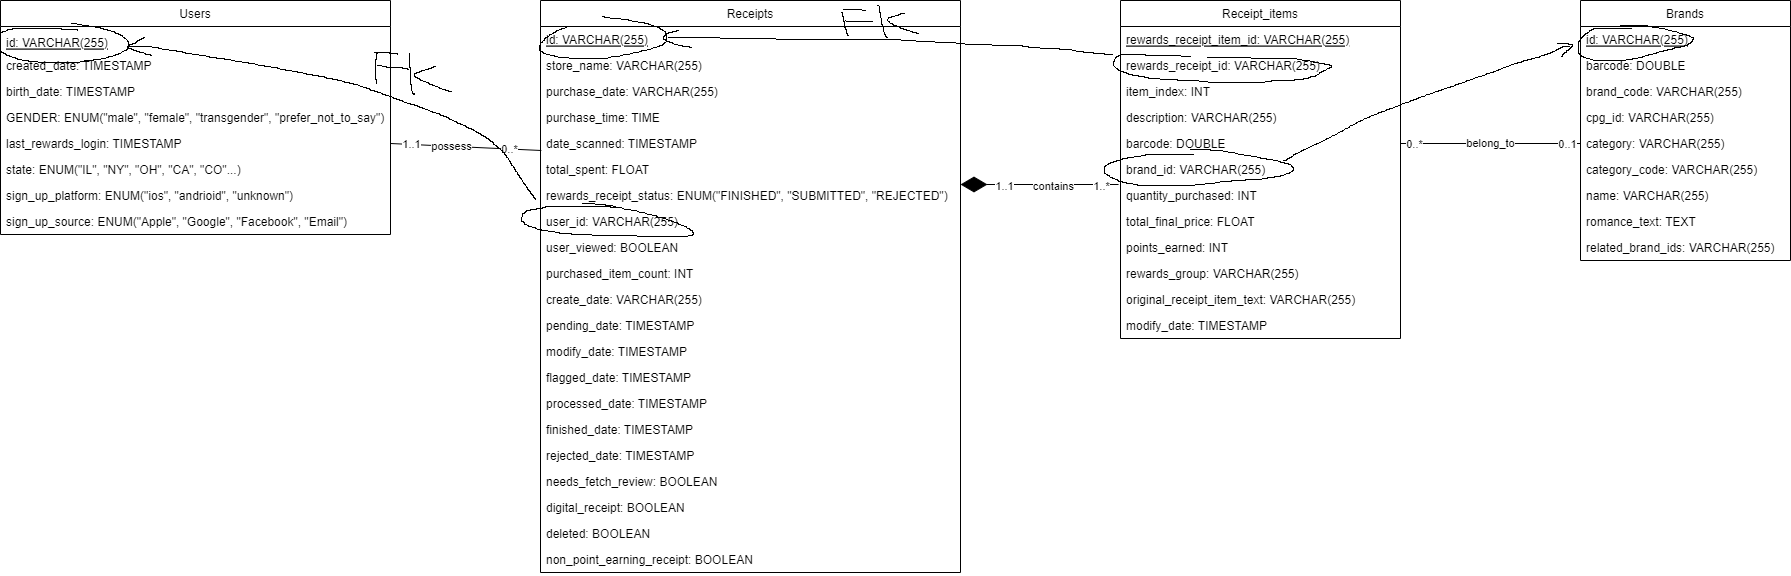 Users
id: VARCHAR(255)
created_date: TIMESTAMP
birth_date: TIMESTAMP
GENDER: ENUM("male", "female", "transgender", "prefer_not_to_say")
last_rewards_login: TIMESTAMP
state: ENUM("IL", "NY", "OH", "CA", "CO"...)
sign_up_platform: ENUM("ios", "andrioid", "unknown")
sign_up_source: ENUM("Apple", "Google", "Facebook", "Email")
FK
1..1 possess 0..*
Receipts
id: VARCHAR(255)
store_name: VARCHAR(255)
purchase_date: VARCHAR(255)
purchase_time: TIME
date_scanned: TIMESTAMP
total_spent: FLOAT
rewards_receipt_status: ENUM("FINISHED", "SUBMITTED", "REJECTED")
user_id: VARCHAR(255)
user_viewed: BOOLEAN
purchased_item_count: INT
create_date: VARCHAR(255)
pending_date: TIMESTAMP
modify_date: TIMESTAMP
flagged_date: TIMESTAMP
processed_date: TIMESTAMP
finished_date: TIMESTAMP
rejected_date: TIMESTAMP
needs_fetch_review: BOOLEAN
digital_receipt: BOOLEAN
deleted: BOOLEAN
non_point_earning_receipt: BOOLEAN
FK
1..1 contains 1..*
Receipt_items
rewards_receipt_item_id: VARCHAR(255)
rewards_receipt_id: VARCHAR(255)
item_index: INT
description: VARCHAR(255)
barcode: DOUBLE
brand_id: VARCHAR(255)
quantity_purchased: INT
total_final_price: FLOAT
points_earned: INT
rewards_group: VARCHAR(255)
original_receipt_item_text: VARCHAR(255)
modify_date: TIMESTAMP
0..* belong_to 0..1
Brands
id: VARCHAR(255)
barcode: DOUBLE
brand_code: VARCHAR(255)
cpg_id: VARCHAR(255)
category: VARCHAR(255)
category_code: VARCHAR(255)
name: VARCHAR(255)
romance_text: TEXT
related_brand_ids: VARCHAR(255)